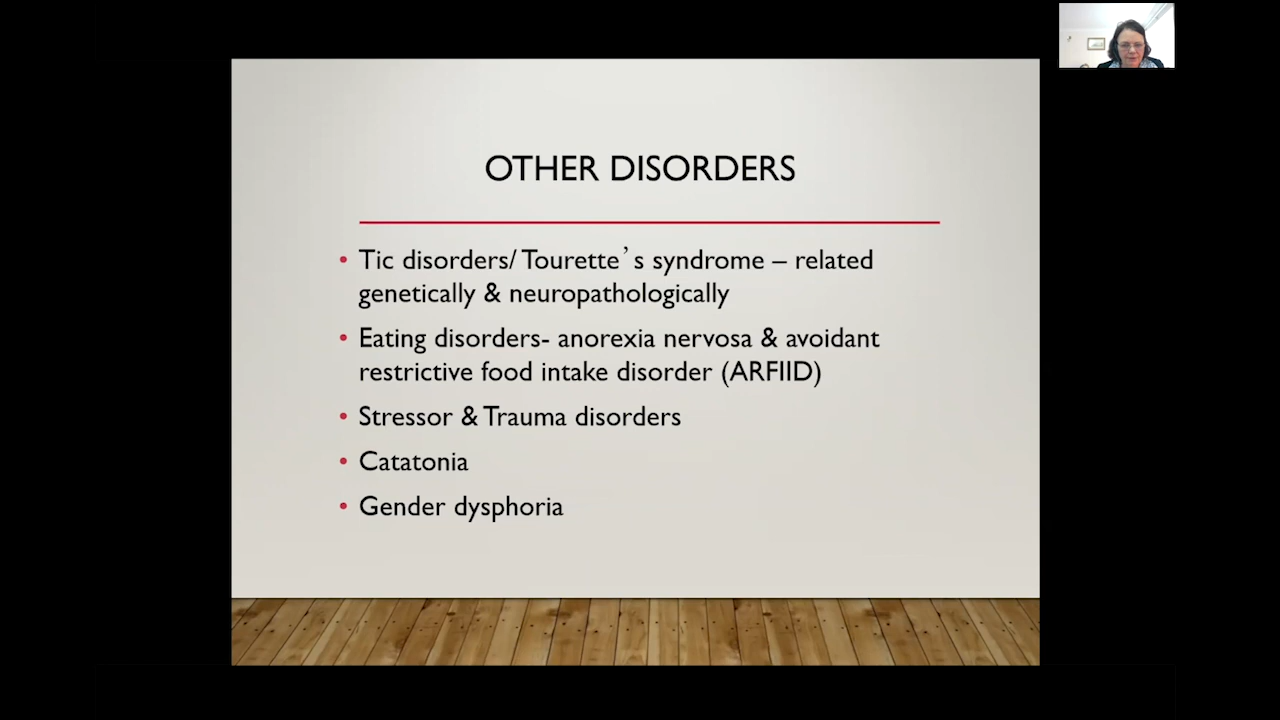 OTHER DISORDERS
• Tic disorders/ Tourette’s syndrome – related
genetically & neuropathologically
• Eating disorders- anorexia nervosa & avoidant
restrictive food intake disorder (ARFIID)
• Stressor & Trauma disorders
• Catatonia
• Gender dysphoria